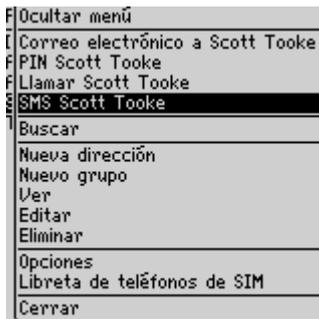 Ocultar menú
Correo electrónico a Scott Tooke
PIN Scott Tooke
Llamar Scott Tooke
SMS Scott Tooke
Buscar
Nueva dirección
Nuevo grupo
Ver
Editar
Eliminar
Opciones
Libreta de teléfonos de SIM
Cerrar